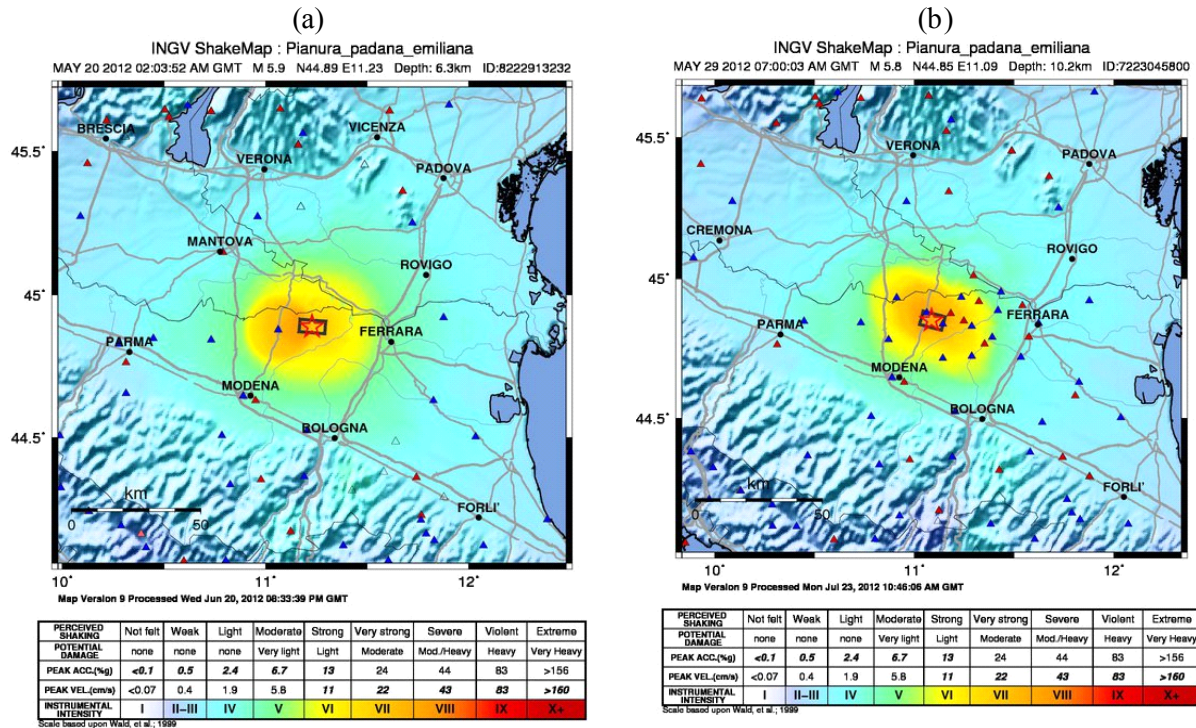 (a)
INGV ShakeMap : Pianura_padana_emiliana
MAY 20 2012 02:03:52 AM GMT M 5.9 N44.89 E11.23 Depth: 6.3km ID:8222913232
BRESCIA
VICENZA
VERONA
PADOVA
45.5˚
MANTOVA
ROVIGO
45˚
FERRARA
PARMA
MODENA
BOLOGNA
44.5˚
km
0 50
FORLI'
10˚ 11˚ 12˚
Map Version 9 Processed Wed Jun 20, 2012 08:33:39 PM GMT
PERCEIVED SHAKING Not felt Weak Light Moderate Strong Very strong Severe Violent Extreme
POTENTIAL DAMAGE none none none Very light Light Moderate Mod./Heavy Heavy Very Heavy
PEAK ACC.(%g) <0.1 0.5 2.4 6.7 13 24 44 83 >156
PEAK VEL.(cm/s) <0.07 0.4 1.9 5.8 11 22 43 83 >160
INSTRUMENTAL INTENSITY I II–III IV V VI VII VIII IX X+
Scale based upon Wald, et al.; 1999
(b)
INGV ShakeMap : Pianura_padana_emiliana
MAY 29 2012 07:00:03 AM GMT M 5.8 N44.85 E11.09 Depth: 10.2km ID:7223045800
45.5˚
VERONA
PADOVA
CREMONA
ROVIGO
45˚
PARMA
FERRARA
MODENA
BOLOGNA
44.5˚
km
0 50
FORLI'
10˚ 11˚ 12˚
Map Version 9 Processed Mon Jul 23, 2012 10:46:06 AM GMT
PERCEIVED SHAKING Not felt Weak Light Moderate Strong Very strong Severe Violent Extreme
POTENTIAL DAMAGE none none none Very light Light Moderate Mod./Heavy Heavy Very Heavy
PEAK ACC.(%g) <0.1 0.5 2.4 6.7 13 24 44 83 >156
PEAK VEL.(cm/s) <0.07 0.4 1.9 5.8 11 22 43 83 >160
INSTRUMENTAL INTENSITY I II–III IV V VI VII VIII IX X+
Scale based upon Wald, et al.; 1999